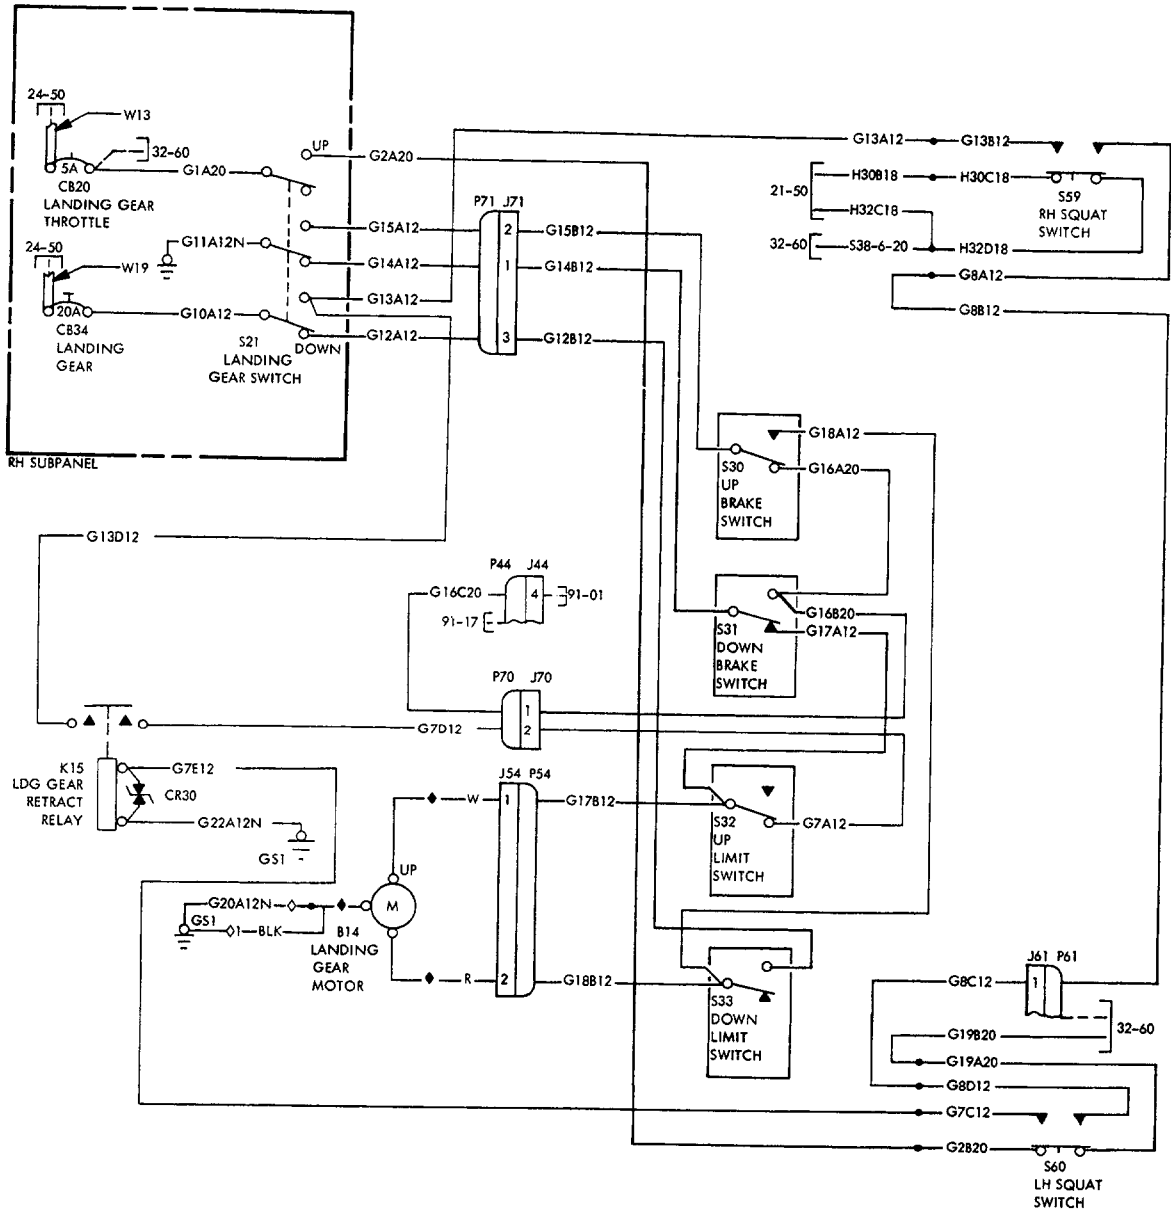 24-50
W13
32-60
5A
CB20
LANDING GEAR
THROTTLE
G1A20
UP
G2A20
G13A12
G13B12
H30B18
H30C18
21-50
H32C18
S59
RH SQUAT
SWITCH
32-60
S38-6-20
H32D18
G8A12
G8B12
P71 J71
G11A12N
G15A12
2
G15B12
24-50
W19
G14A12
1
G14B12
20A
CB34
LANDING
GEAR
G10A12
G13A12
S21
LANDING
GEAR SWITCH
DOWN
G12A12
3
G12B12
RH SUBPANEL
G18A12
S30
UP
BRAKE
SWITCH
G16A20
G13D12
P44 J44
G16C20
4
91-01
91-17
G16B20
S31
DOWN
BRAKE
SWITCH
G17A12
P70 J70
1
G7D12
2
K15
LDG GEAR
RETRACT
RELAY
G7E12
CR30
G22A12N
GS1
J54 P54
W
1
G17B12
S32
UP
LIMIT
SWITCH
G7A12
UP
M
G20A12N
GS1
1
BLK
B14
LANDING
GEAR
MOTOR
R
2
G18B12
S33
DOWN
LIMIT
SWITCH
J61 P61
G8C12
1
32-60
G19B20
G19A20
G8D12
G7C12
G2B20
S60
LH SQUAT
SWITCH